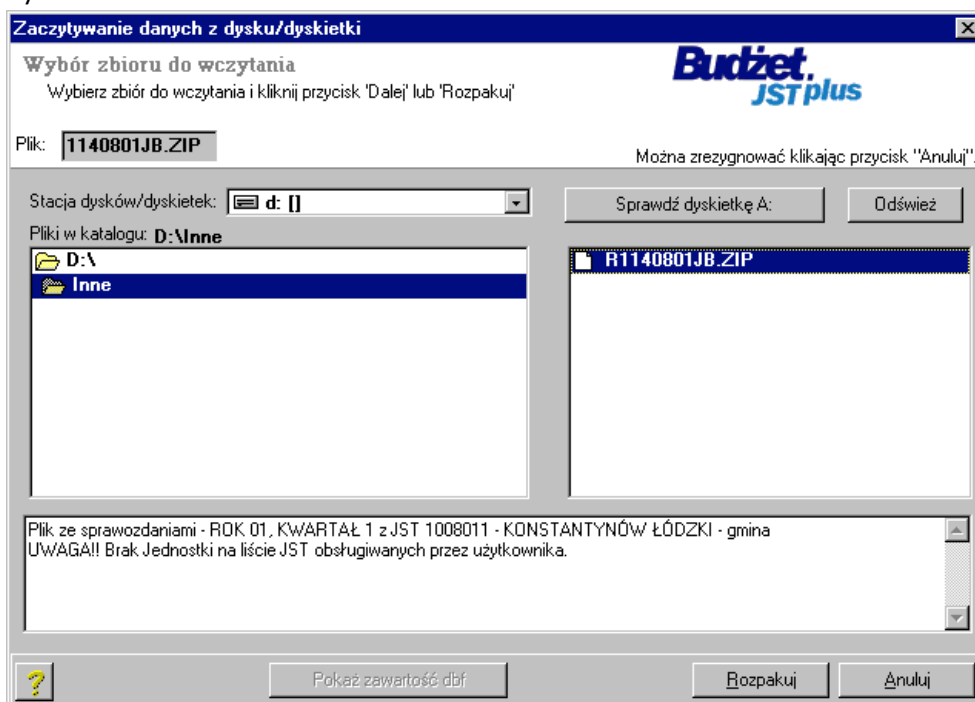 Zaczytywanie danych z dysku/dyskietki
Wybór zbioru do wczytania
Wybierz zbiór do wczytania i kliknij przycisk 'Dalej' lub 'Rozpakuj'
Budżet.
JST plus
Plik: 1140801JB.ZIP
Można zrezygnować klikając przycisk "Anuluj".
Stacja dysków/dyskietek: d: []
Sprawdź dyskietkę A:
Odśwież
Pliki w katalogu: D:\Inne
D:\
Inne
R1140801JB.ZIP
Plik ze sprawozdaniami - ROK 01, KWARTAŁ 1 z JST 1008011 - KONSTANTYNÓW ŁÓDZKI - gmina
UWAGA!! Brak Jednostki na liście JST obsługiwanych przez użytkownika.
?
Pokaż zawartość dbf
Rozpakuj
Anuluj